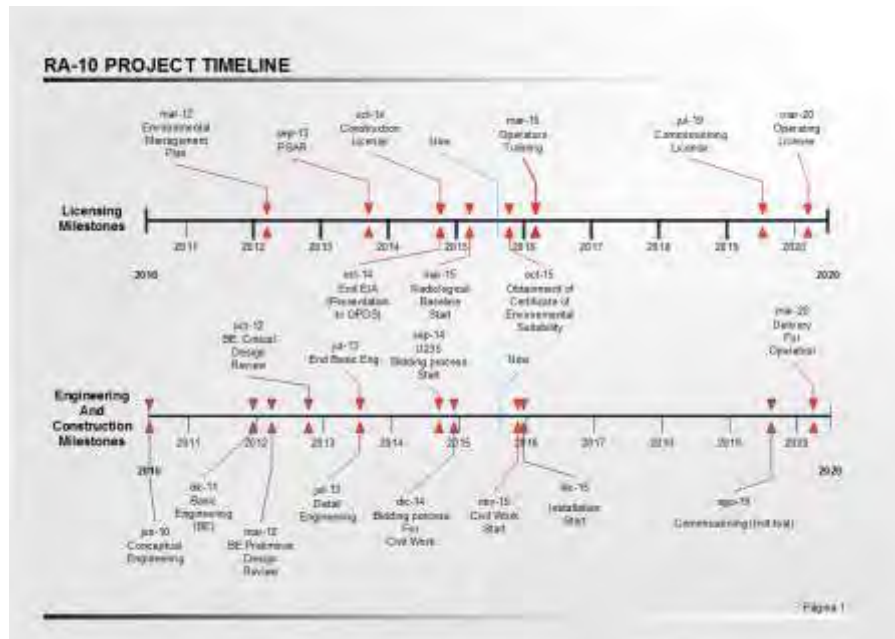 RA-10 PROJECT TIMELINE
mar-12
Environmental
Management
Plan
sep-13
PSAR
oct-14
Construction
License
Now
mar-16
Operators
Training
jul-19
Commissioning
License
mar-20
Operating
License
Licensing
Milestones
2011
2012
2013
2014
2015
2016
2017
2018
2019
2020
2010
2020
oct-14
End EIA
(Presentation
to OPDS)
mar-15
Radiological
Baseline
Start
oct-15
Obtainment of
Certificate of
Environmental
Suitability
oct-12
BE. Critical
Design
Review
jul-13
End Basic Eng.
sep-14
U235
Bidding process
Start
Now
mar-20
Delivery
For
Operation
Engineering
And
Construction
Milestones
2011
2012
2013
2014
2015
2016
2017
2018
2019
2020
2010
2020
jun-10
Conceptual
Engineering
dic-11
Basic
Engineering
(BE)
mar-12
Design
Review
jul-13
Detail
Engineering
dic-14
Bidding process
For
Civil Work
nov-15
Civil Work
Start
dic-15
Installation
Start
ago-19
Commissioning
Página 1